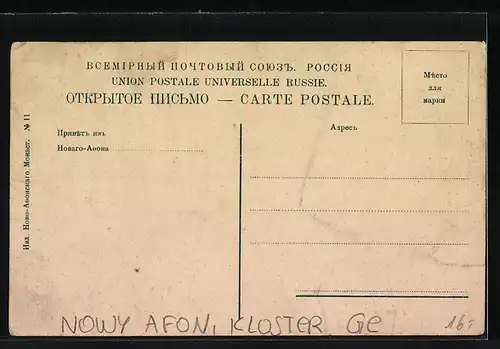 ВСЕМІРНЫЙ ПОЧТОВЫЙ СОЮЗЪ. РОССІЯ
UNION POSTALE UNIVERSELLE RUSSIE.
ОТКРЫТОЕ ПИСЬМО — CARTE POSTALE.
Мѣсто
для
марки
Привѣтъ изъ
Новаго-Аѳона
Адресъ
Изд. Ново-Аѳонскаго Монаст. № 11
NOWY AFON, KLOSTER GE
16,-